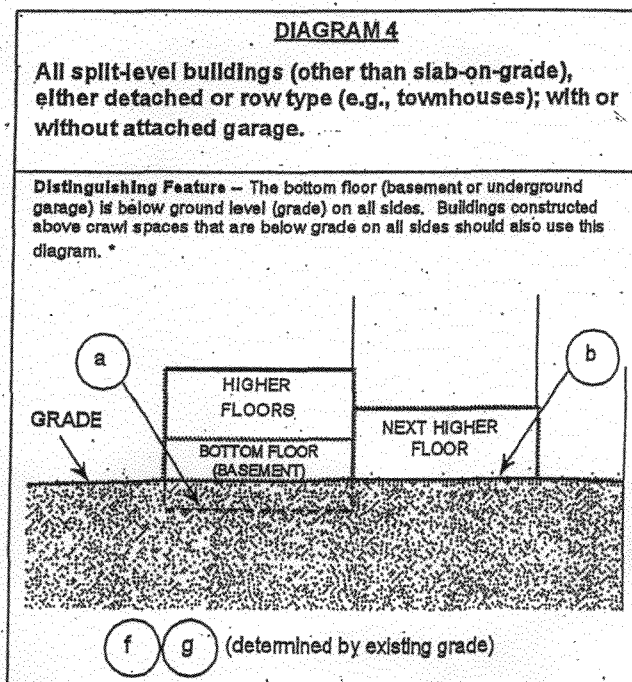 DIAGRAM 4
All split-level buildings (other than slab-on-grade),
either detached or row type (e.g., townhouses); with or
without attached garage.
Distinguishing Feature – The bottom floor (basement or underground
garage) is below ground level (grade) on all sides. Buildings constructed
above crawl spaces that are below grade on all sides should also use this
diagram. *
a
b
HIGHER
FLOORS
GRADE
NEXT HIGHER
FLOOR
BOTTOM FLOOR
(BASEMENT)
f g (determined by existing grade)